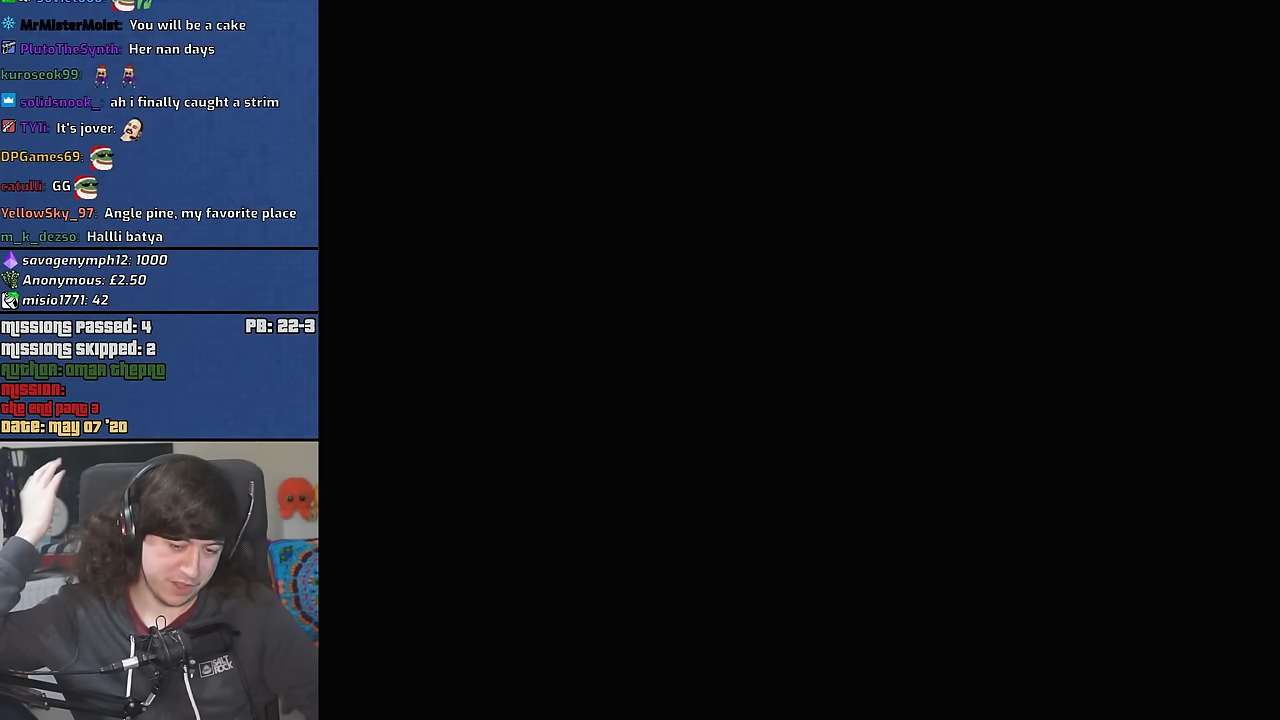 MrMisterMoist: You will be a cake
PlutoTheSynth: Her nan days
kuroseok99:
solidsnook_: ah i finally caught a strim
TY1i: It's jover.
DPGames69:
catulli: GG
YellowSky_97: Angle pine, my favorite place
m_k_dezso: Hallli batya
savagenymph12: 1000
Anonymous: £2.50
misio1771: 42
missions passed: 4 PB: 22-3
missions skipped: 2
Author: omar thepro
mission:
the end part 3
Date: may 07 '20
SALT
ROCK